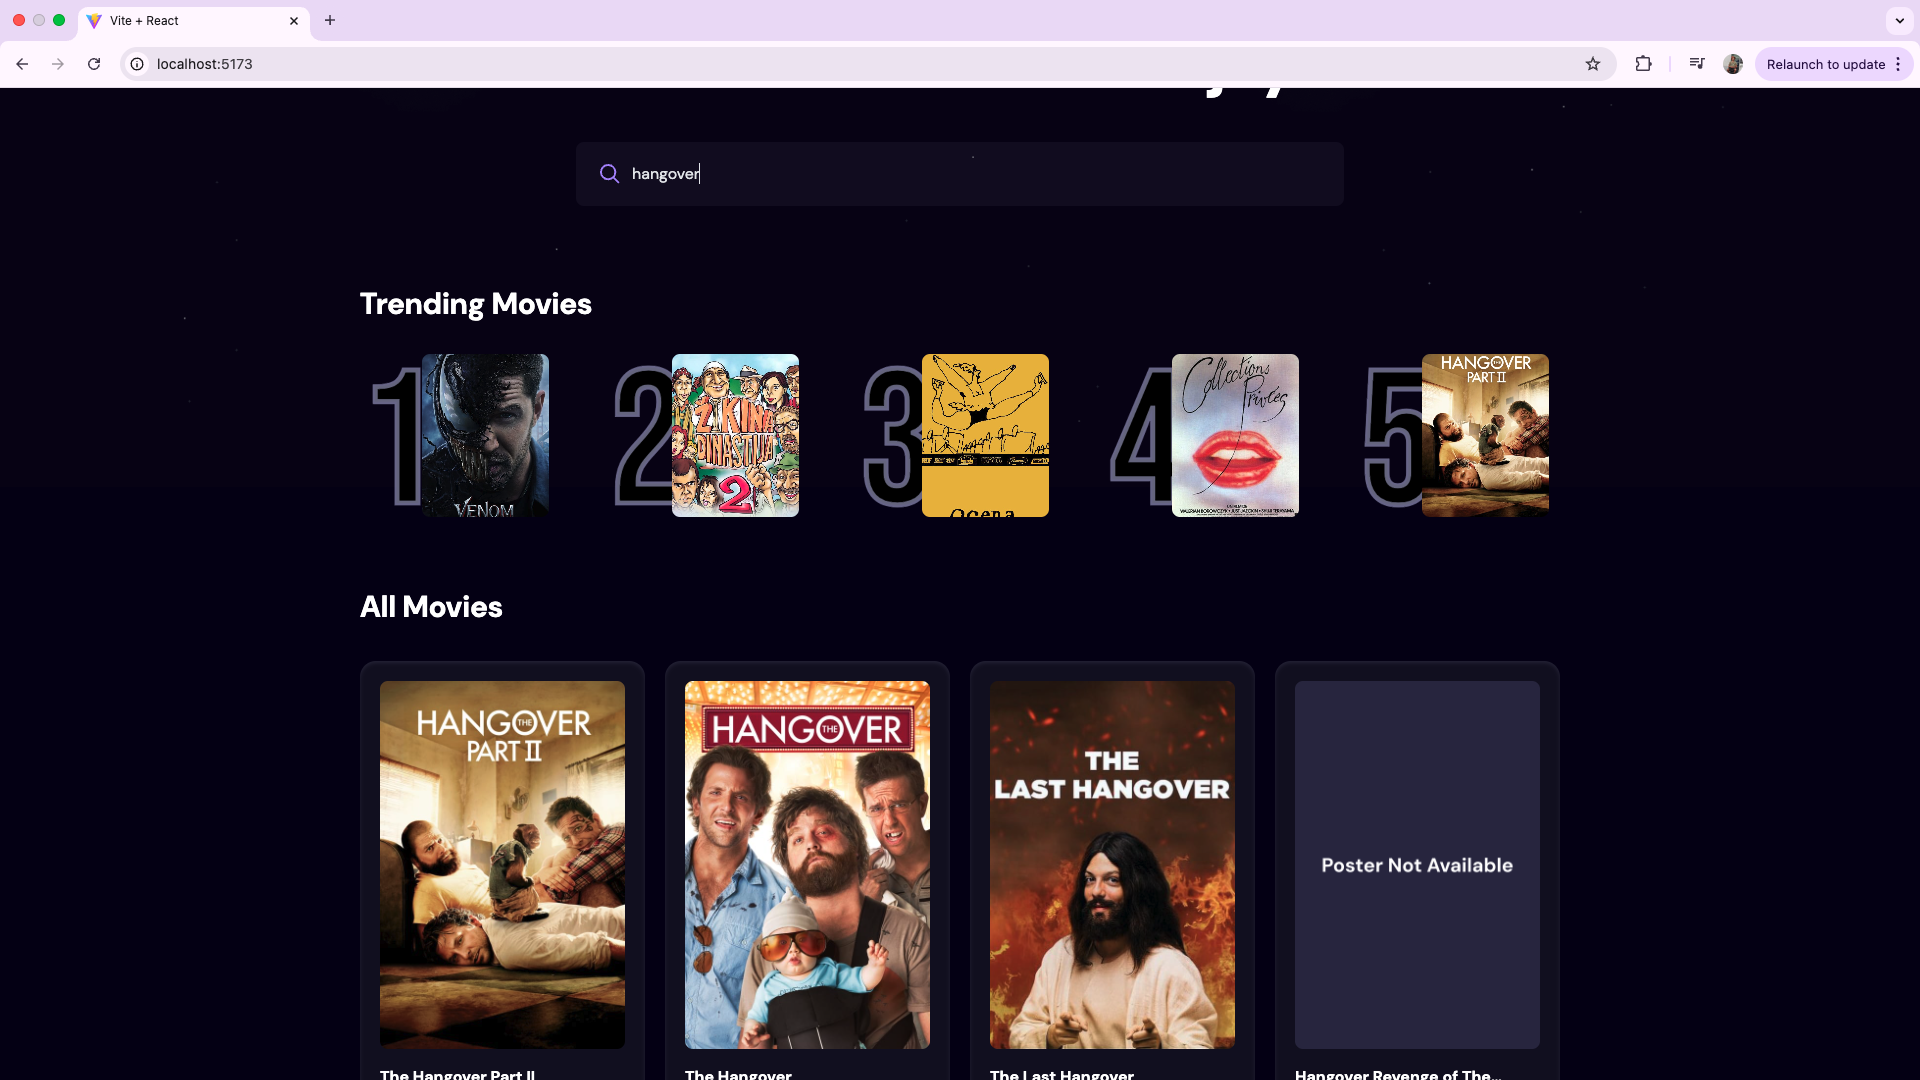 Vite + React
localhost:5173
Relaunch to update
hangover
Trending Movies
1
VENOM
2
ŽIKINA
DINASTIJA
2
3
Ocena
4
Collections
Privées
5
THE HANGOVER
PART II
All Movies
THE HANGOVER
PART II
THE HANGOVER
THE
LAST HANGOVER
Poster Not Available
The Hangover Part II
The Hangover
The Last Hangover
Hangover Revenge of The...